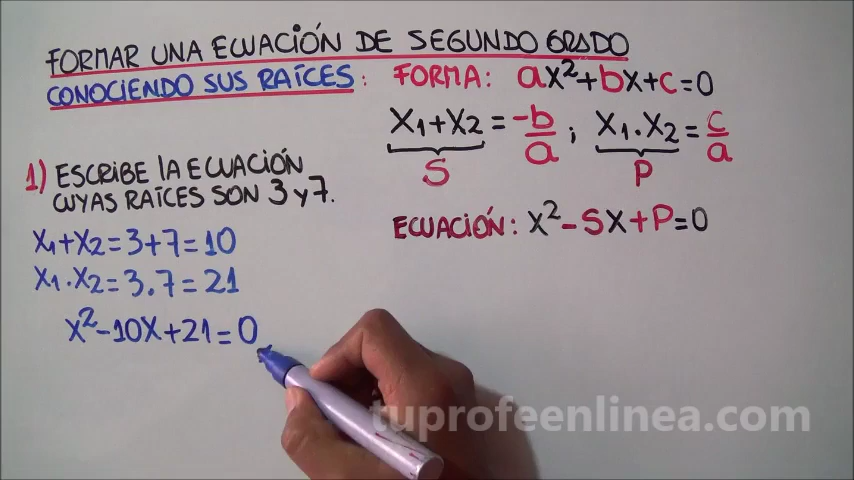 FORMAR UNA ECUACIÓN DE SEGUNDO GRADO
CONOCIENDO SUS RAÍCES: FORMA: ax²+bx+c=0
X₁+X₂ = -b/a ; X₁.X₂ = c/a
S P
1) ESCRIBE LA ECUACIÓN
CUYAS RAÍCES SON 3 y 7.
ECUACIÓN: X²-SX+P=0
X₁+X₂=3+7=10
X₁.X₂=3.7=21
X²-10X+21=0
tuprofeenlinea.com